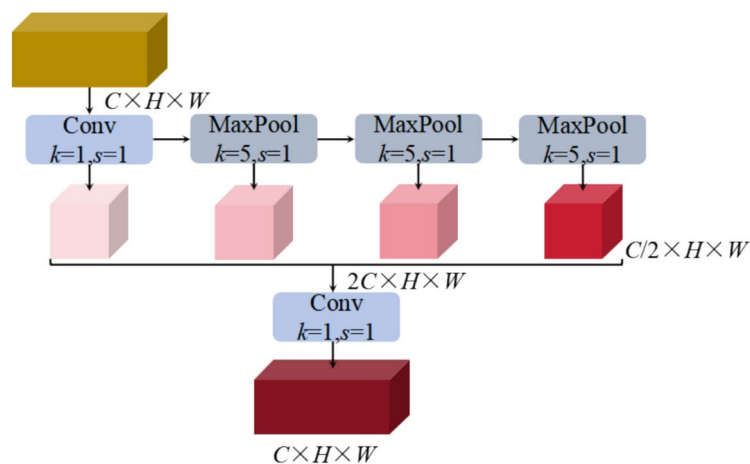 C×H×W
Conv
k=1,s=1
MaxPool
k=5,s=1
MaxPool
k=5,s=1
MaxPool
k=5,s=1
C/2×H×W
2C×H×W
Conv
k=1,s=1
C×H×W